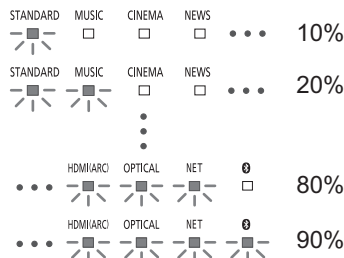 STANDARD MUSIC CINEMA NEWS
10%
STANDARD MUSIC CINEMA NEWS
20%
HDMI(ARC) OPTICAL NET
80%
HDMI(ARC) OPTICAL NET
90%